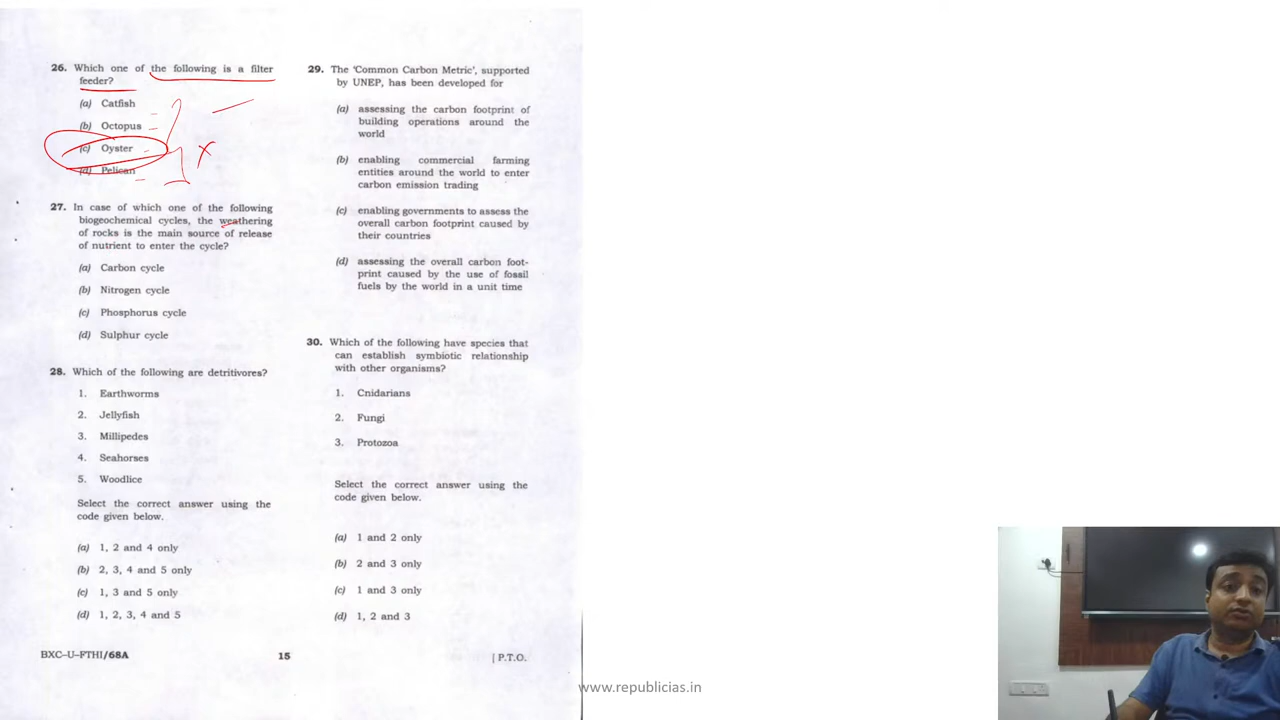 26. Which one of the following is a filter
feeder?
(a) Catfish
(b) Octopus
(c) Oyster
(d) Pelican
27. In case of which one of the following
biogeochemical cycles, the weathering
of rocks is the main source of release
of nutrient to enter the cycle?
(a) Carbon cycle
(b) Nitrogen cycle
(c) Phosphorus cycle
(d) Sulphur cycle
28. Which of the following are detritivores?
1. Earthworms
2. Jellyfish
3. Millipedes
4. Seahorses
5. Woodlice
Select the correct answer using the
code given below.
(a) 1, 2 and 4 only
(b) 2, 3, 4 and 5 only
(c) 1, 3 and 5 only
(d) 1, 2, 3, 4 and 5
29. The 'Common Carbon Metric', supported
by UNEP, has been developed for
(a) assessing the carbon footprint of
building operations around the
world
(b) enabling commercial farming
entities around the world to enter
carbon emission trading
(c) enabling governments to assess the
overall carbon footprint caused by
their countries
(d) assessing the overall carbon foot-
print caused by the use of fossil
fuels by the world in a unit time
30. Which of the following have species that
can establish symbiotic relationship
with other organisms?
1. Cnidarians
2. Fungi
3. Protozoa
Select the correct answer using the
code given below.
(a) 1 and 2 only
(b) 2 and 3 only
(c) 1 and 3 only
(d) 1, 2 and 3
BXC-U-FTHI/68A
15
[ P.T.O.
www.republicias.in